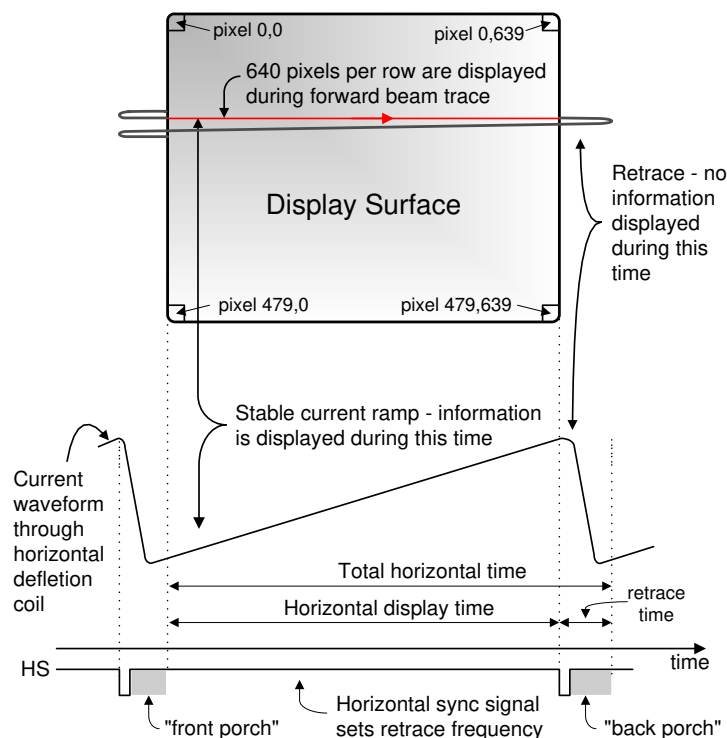 pixel 0,0
pixel 0,639
640 pixels per row are displayed
during forward beam trace
Retrace - no
information
displayed
during this
time
Display Surface
pixel 479,0
pixel 479,639
Stable current ramp - information
is displayed during this time
Current
waveform
through
horizontal
defletion
coil
Total horizontal time
Horizontal display time
retrace
time
time
HS
"front porch"
Horizontal sync signal
sets retrace frequency
"back porch"